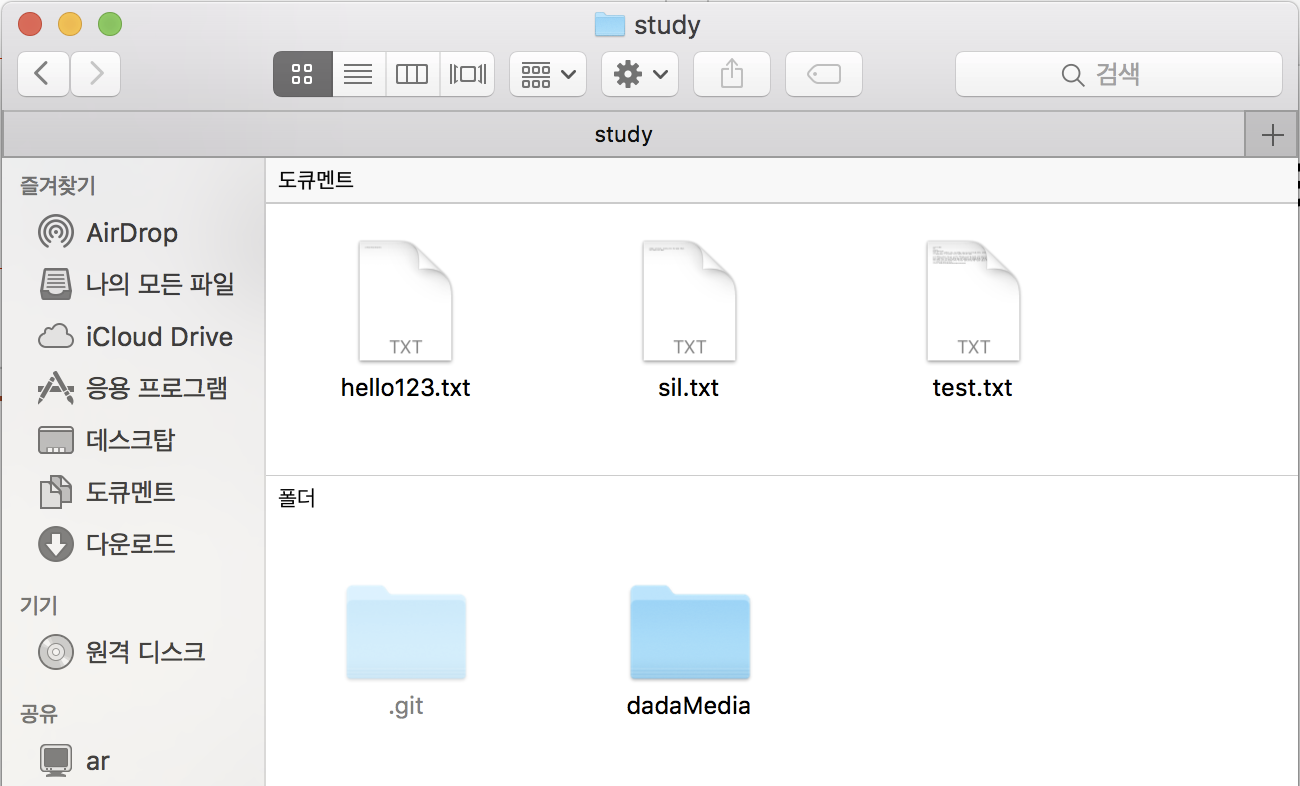 study
검색
study
즐겨찾기
AirDrop
나의 모든 파일
iCloud Drive
응용 프로그램
데스크탑
도큐멘트
다운로드
기기
원격 디스크
공유
ar
도큐멘트
TXT
hello123.txt
TXT
sil.txt
TXT
test.txt
폴더
.git
dadaMedia